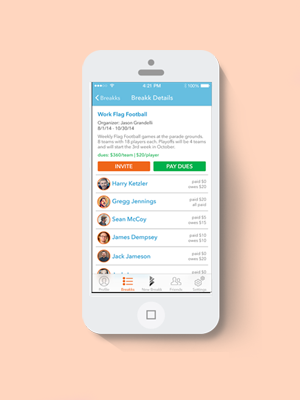 4:21 PM 100%
Breakks Breakk Details
Work Flag Football
Organizer: Jason Grandelli
8/1/14 - 10/30/14
Weekly Flag Football games at the parade grounds.
8 teams with 18 players each. Playoffs will be 4 teams
and will start the 3rd week in October.
dues: $360/team | $20/player
INVITE PAY DUES
Harry Ketzler paid $0
owes $20
Gregg Jennings paid $20
all paid
Sean McCoy paid $5
owes $15
James Dempsey paid $5
owes $15
Jack Jameson paid $0
owes $20
Profile Breakks New Breakk Friends Settings